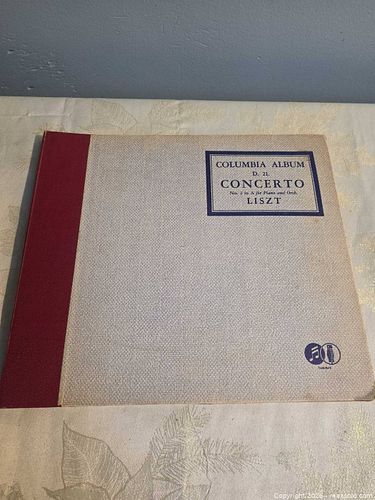 COLUMBIA ALBUM
D. 21.
CONCERTO
No. 2 in A for Piano and Orch.
LISZT